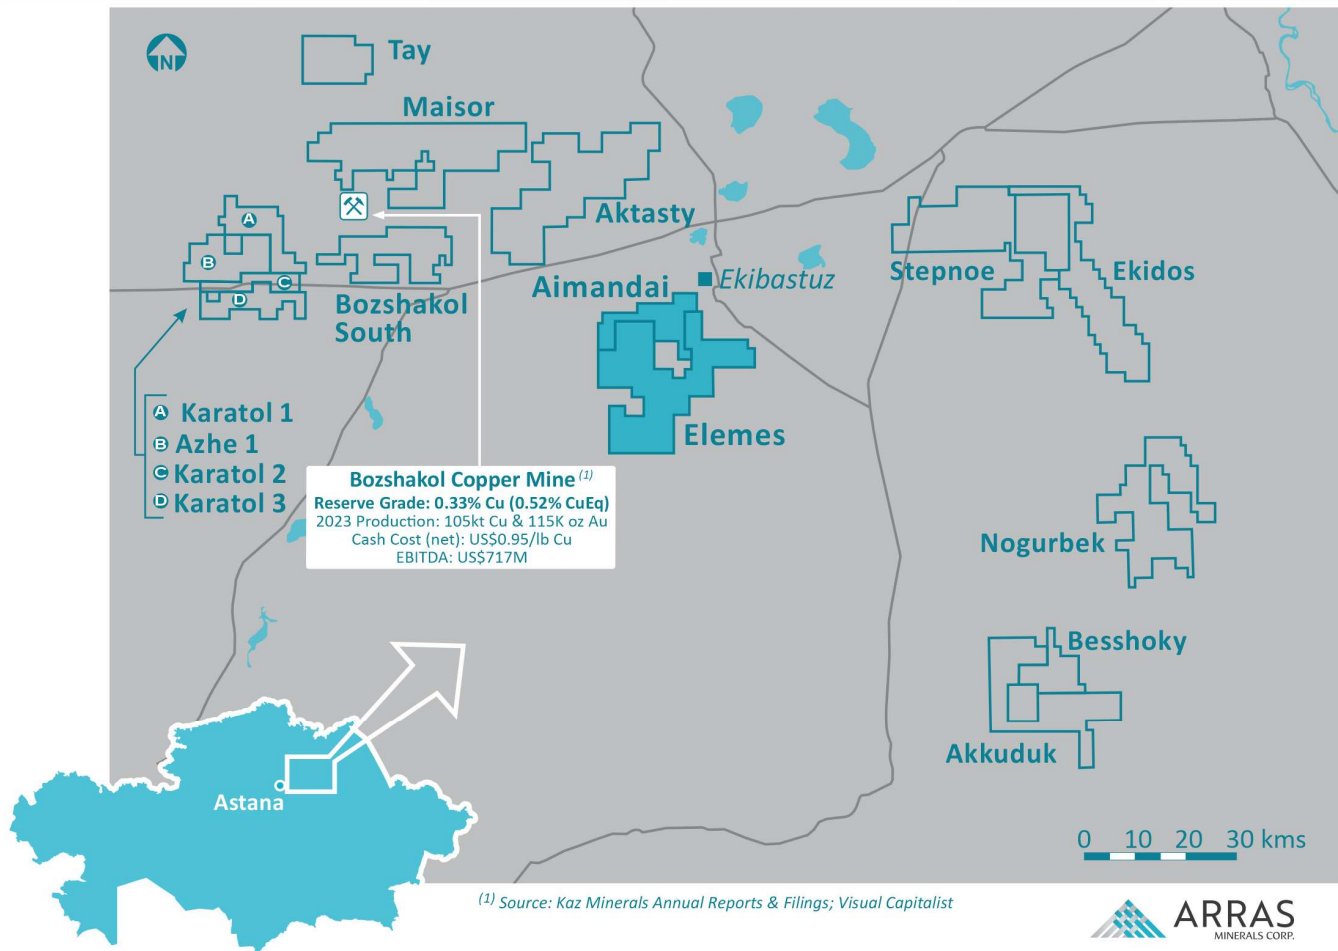 N
Tay
Maisor
Aktasty
A
B
C
D
Bozshakol
South
Aimandai
Ekibastuz
Stepnoe
Ekidos
Elemes
A Karatol 1
B Azhe 1
C Karatol 2
D Karatol 3
Bozshakol Copper Mine (1)
Reserve Grade: 0.33% Cu (0.52% CuEq)
2023 Production: 105kt Cu & 115K oz Au
Cash Cost (net): US$0.95/lb Cu
EBITDA: US$717M
Nogurbek
Besshoky
Akkuduk
Astana
0 10 20 30 kms
(1) Source: Kaz Minerals Annual Reports & Filings; Visual Capitalist
ARRAS
MINERALS CORP.